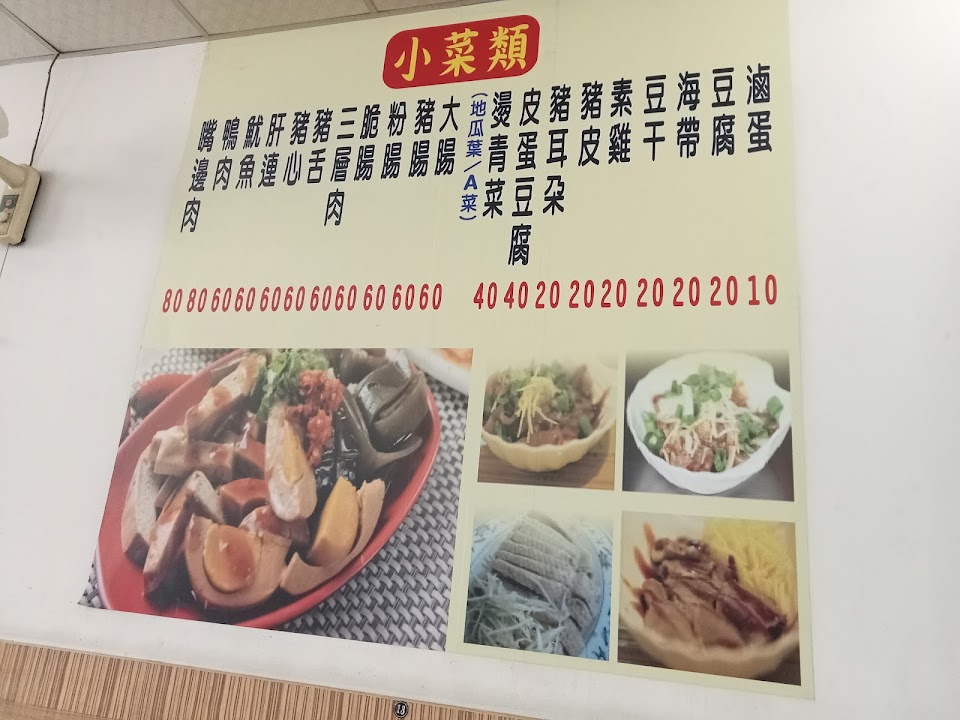 小菜類
滷蛋 10
豆腐 20
海帶 20
豆干 20
素雞 20
豬皮 20
豬耳朵 20
皮蛋豆腐 40
燙青菜 40
(地瓜葉/A菜)
大腸 60
豬腸 60
粉腸 60
脆腸 60
三層肉 60
豬舌 60
豬心 60
肝連 60
魷魚 60
鴨肉 80
嘴邊肉 80
13